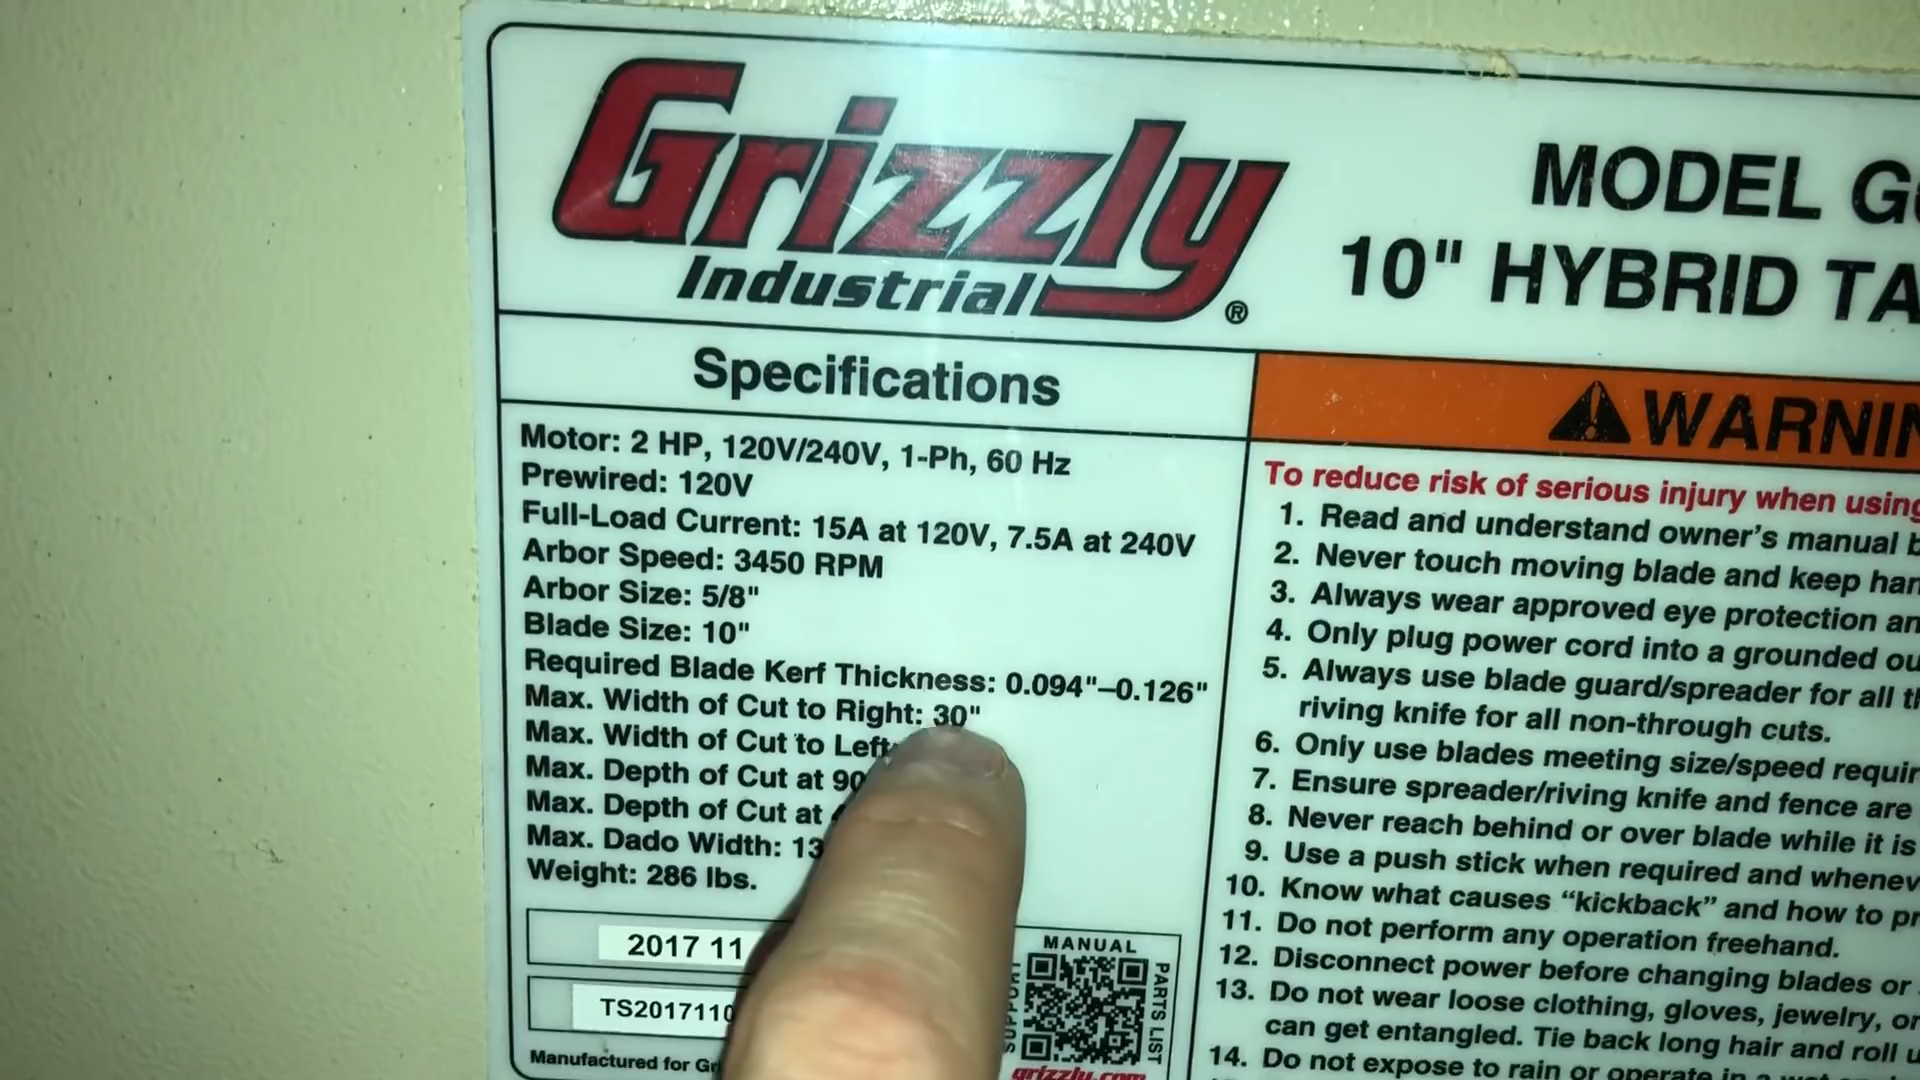 Grizzly
Industrial ®
MODEL G
10" HYBRID TA
Specifications
Motor: 2 HP, 120V/240V, 1-Ph, 60 Hz
Prewired: 120V
Full-Load Current: 15A at 120V, 7.5A at 240V
Arbor Speed: 3450 RPM
Arbor Size: 5/8"
Blade Size: 10"
Required Blade Kerf Thickness: 0.094"–0.126"
Max. Width of Cut to Right: 30"
Max. Width of Cut to Left
Max. Depth of Cut at 90
Max. Depth of Cut at
Max. Dado Width: 13
Weight: 286 lbs.
2017 11
TS2017110
Manufactured for Gr
MANUAL
PARTS LIST
SUPPORT
grizzly.com
WARNIN
To reduce risk of serious injury when using
1. Read and understand owner's manual b
2. Never touch moving blade and keep han
3. Always wear approved eye protection an
4. Only plug power cord into a grounded ou
5. Always use blade guard/spreader for all th
riving knife for all non-through cuts.
6. Only use blades meeting size/speed requir
7. Ensure spreader/riving knife and fence are
8. Never reach behind or over blade while it is
9. Use a push stick when required and whenev
10. Know what causes “kickback” and how to pr
11. Do not perform any operation freehand.
12. Disconnect power before changing blades or
13. Do not wear loose clothing, gloves, jewelry, or
can get entangled. Tie back long hair and roll u
14. Do not expose to rain or operate in a wet